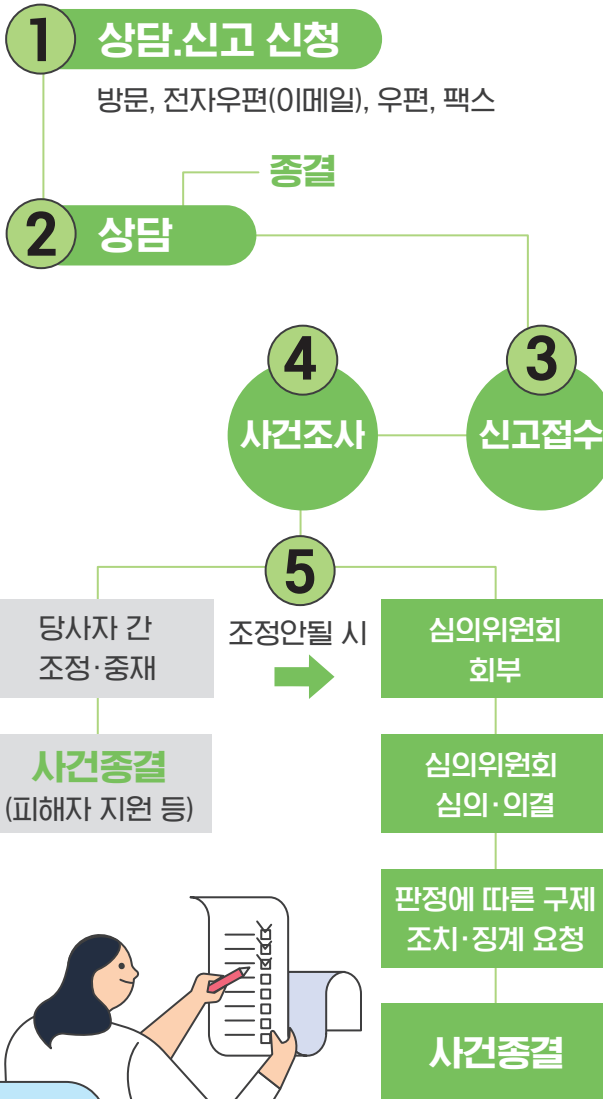 1 상담.신고 신청
방문, 전자우편(이메일), 우편, 팩스
종결
2 상담
3
신고접수
4
사건조사
5
당사자 간
조정·중재
사건종결
(피해자 지원 등)
조정안될 시
심의위원회
회부
심의위원회
심의·의결
판정에 따른 구제
조치·징계 요청
사건종결